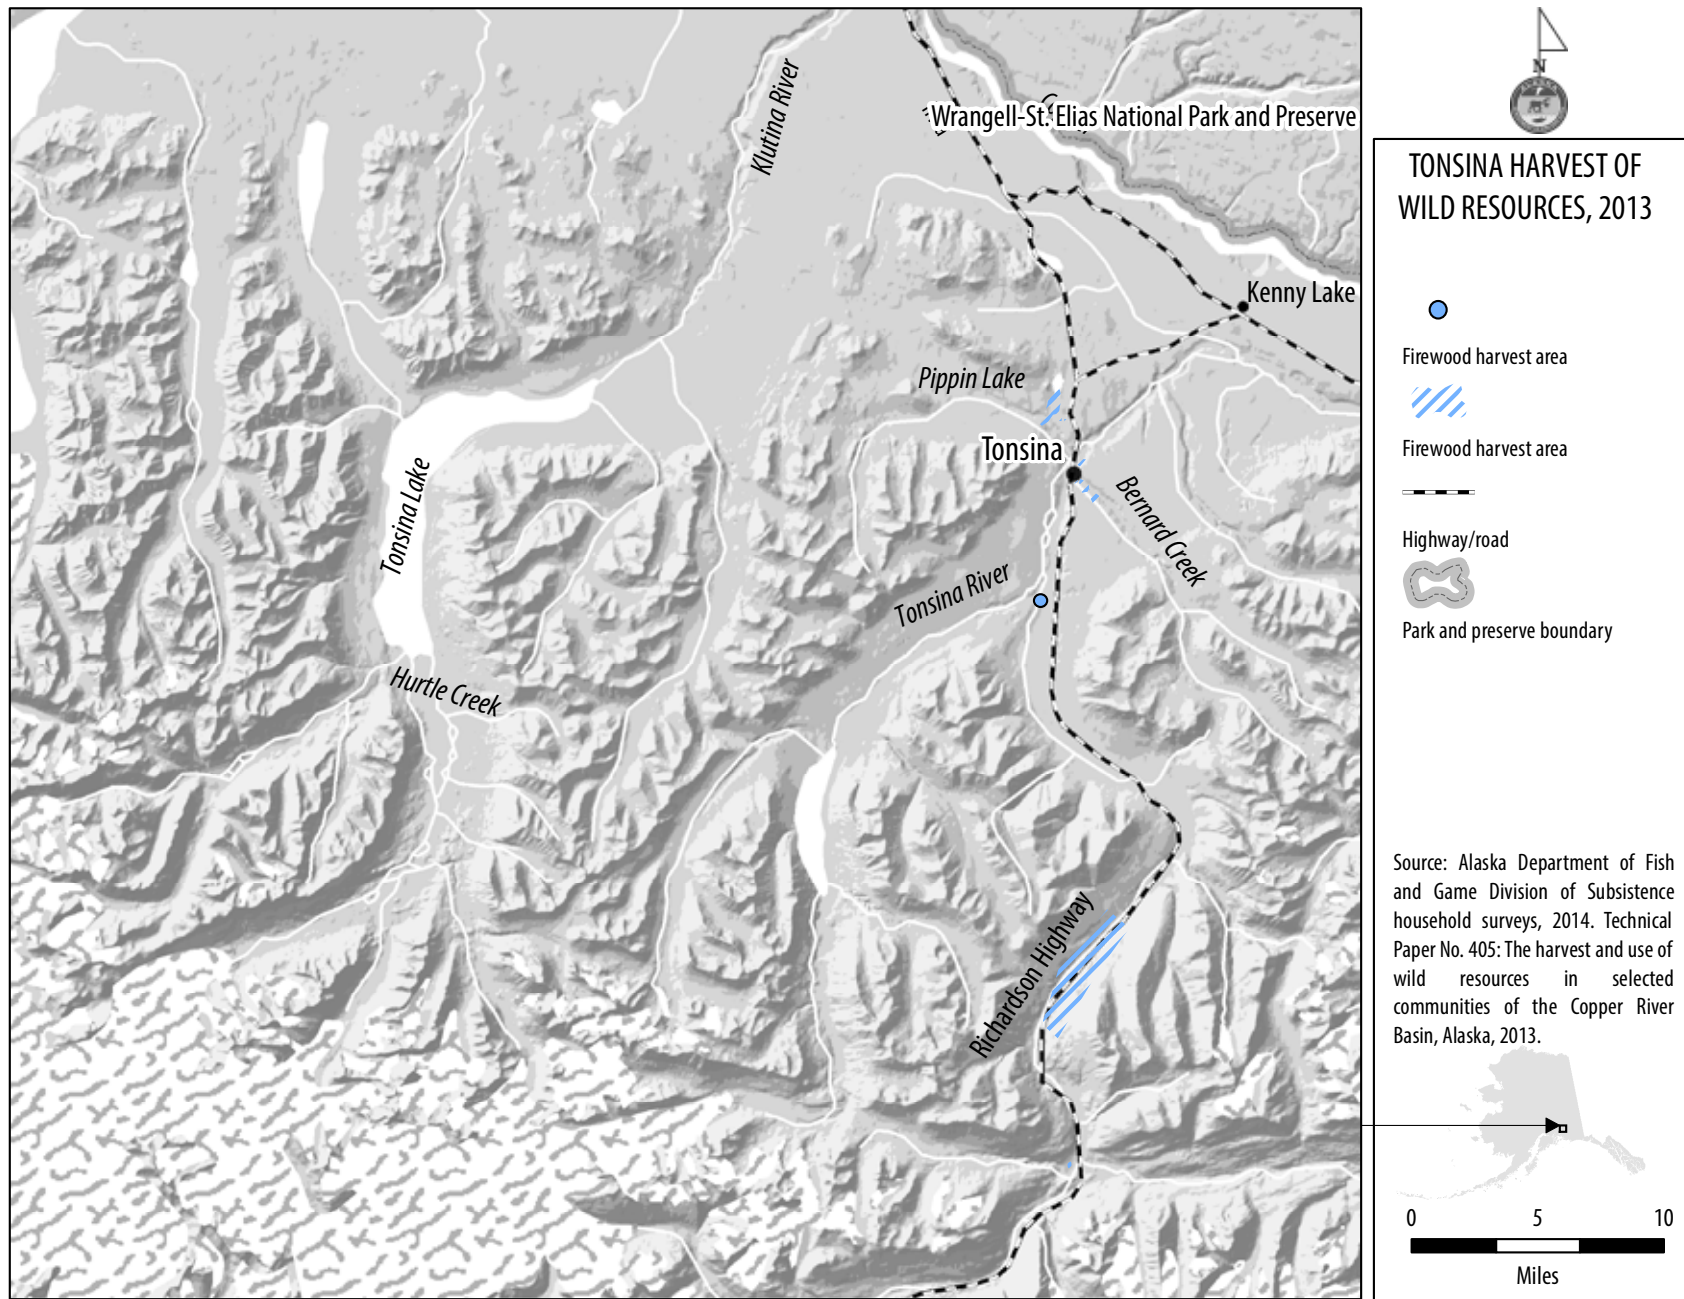 Klutina River
Wrangell-St. Elias National Park and Preserve
Kenny Lake
Pippin Lake
Tonsina
Tonsina Lake
Bernard Creek
Tonsina River
Hurtle Creek
Richardson Highway
N
TONSINA HARVEST OF
WILD RESOURCES, 2013
Firewood harvest area
Firewood harvest area
Highway/road
Park and preserve boundary
Source: Alaska Department of Fish
and Game Division of Subsistence
household surveys, 2014. Technical
Paper No. 405: The harvest and use of
wild resources in selected
communities of the Copper River
Basin, Alaska, 2013.
0 5 10
Miles